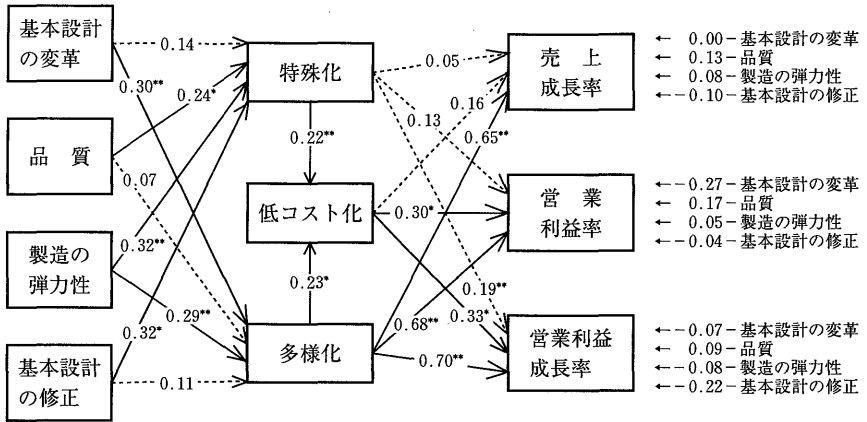 基本設計
の変革
品質
製造の
弾力性
基本設計
の修正
0.14
0.30**
0.24*
0.07
0.32**
0.29**
0.32*
0.11
特殊化
0.22**
低コスト化
0.23*
多様化
0.05
0.16
0.13
0.65**
0.30*
0.19**
0.33*
0.68**
0.70**
売上
成長率
営業
利益率
営業利益
成長率
← 0.00−基本設計の変革
← 0.13−品質
← 0.08−製造の弾力性
←−0.10−基本設計の修正
←−0.27−基本設計の変革
← 0.17−品質
← 0.05−製造の弾力性
←−0.04−基本設計の修正
←−0.07−基本設計の変革
← 0.09−品質
←−0.08−製造の弾力性
←−0.22−基本設計の修正